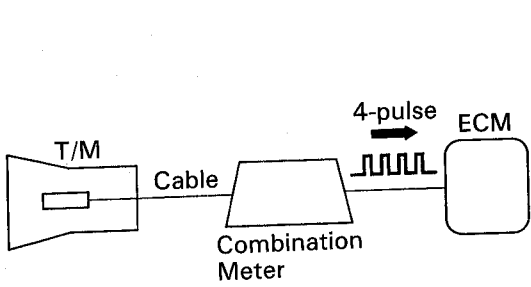 4-pulse
ECM
T/M
Cable
Combination
Meter